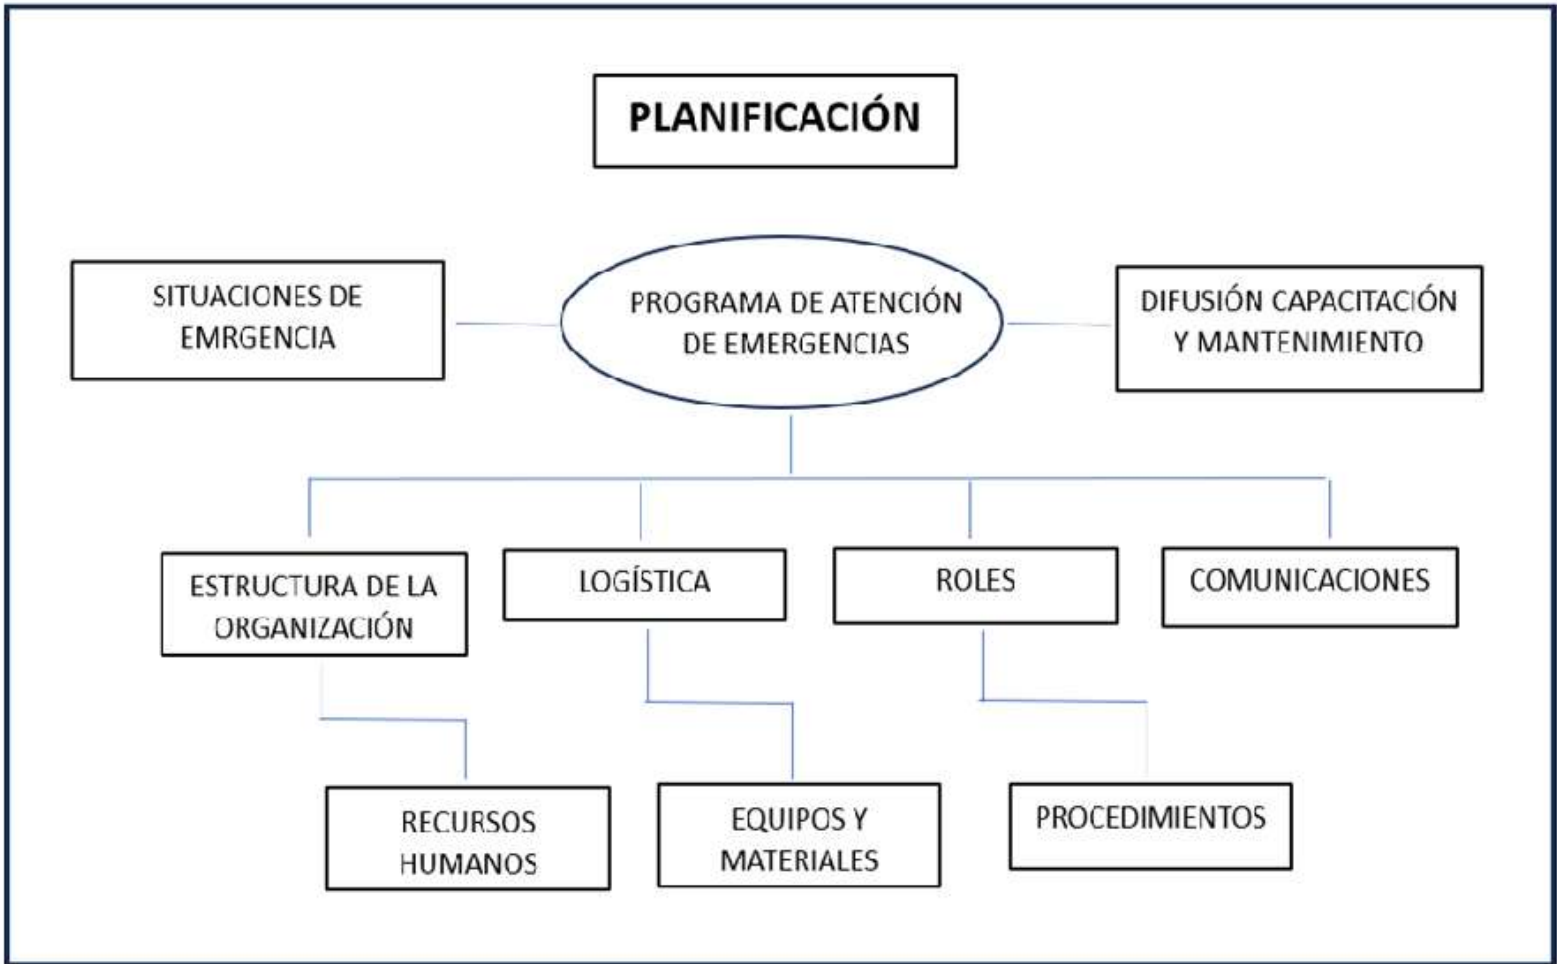 PLANIFICACIÓN
SITUACIONES DE
EMRGENCIA
PROGRAMA DE ATENCIÓN
DE EMERGENCIAS
DIFUSIÓN CAPACITACIÓN
Y MANTENIMIENTO
ESTRUCTURA DE LA
ORGANIZACIÓN
LOGÍSTICA
ROLES
COMUNICACIONES
RECURSOS
HUMANOS
EQUIPOS Y
MATERIALES
PROCEDIMIENTOS